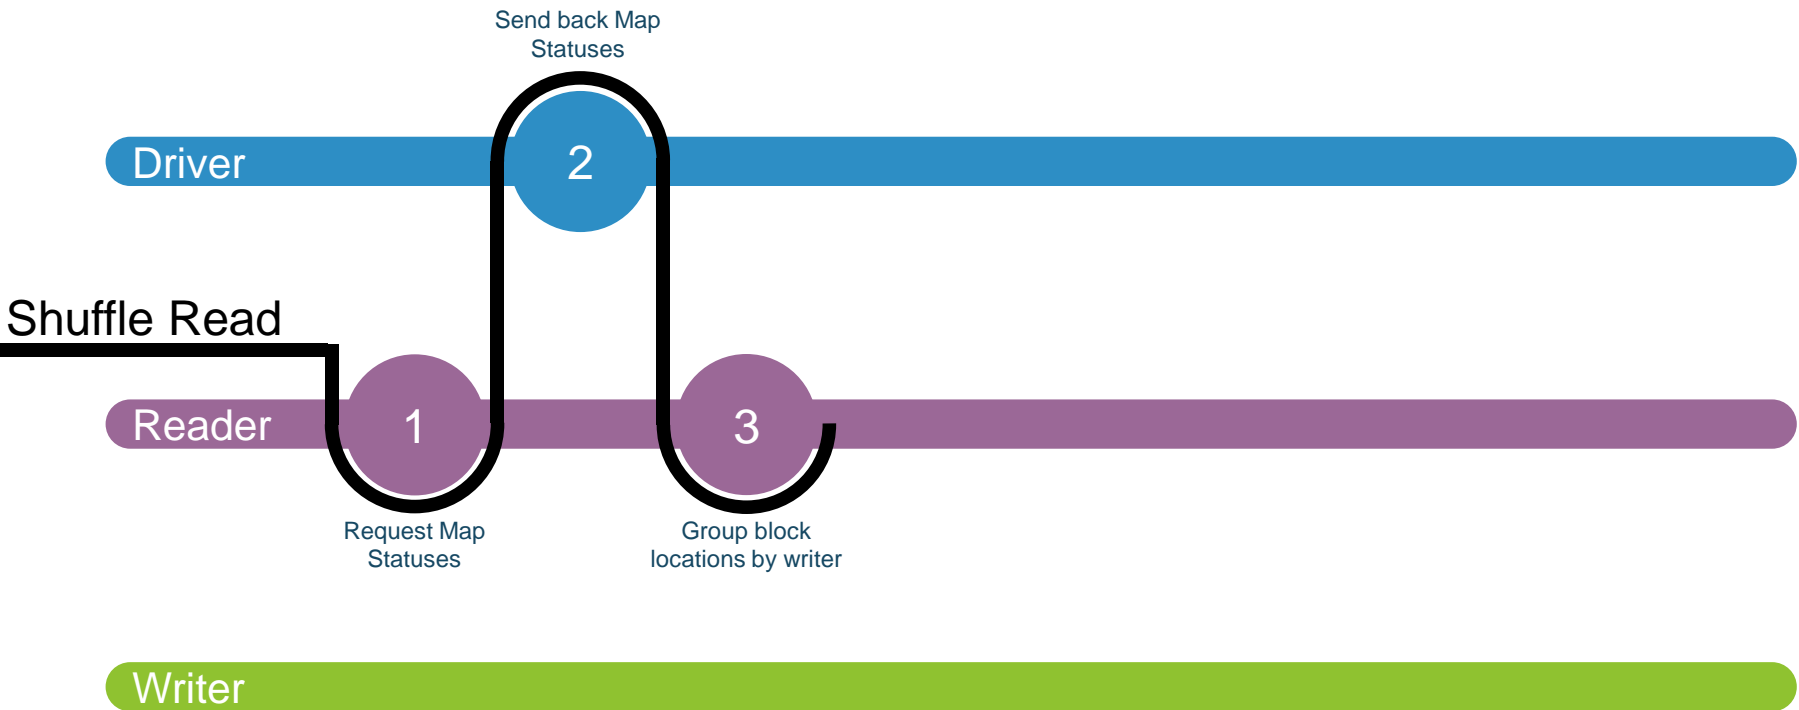 Send back Map
Statuses
Driver
2
Shuffle Read
Reader
1
3
Request Map
Statuses
Group block
locations by writer
Writer